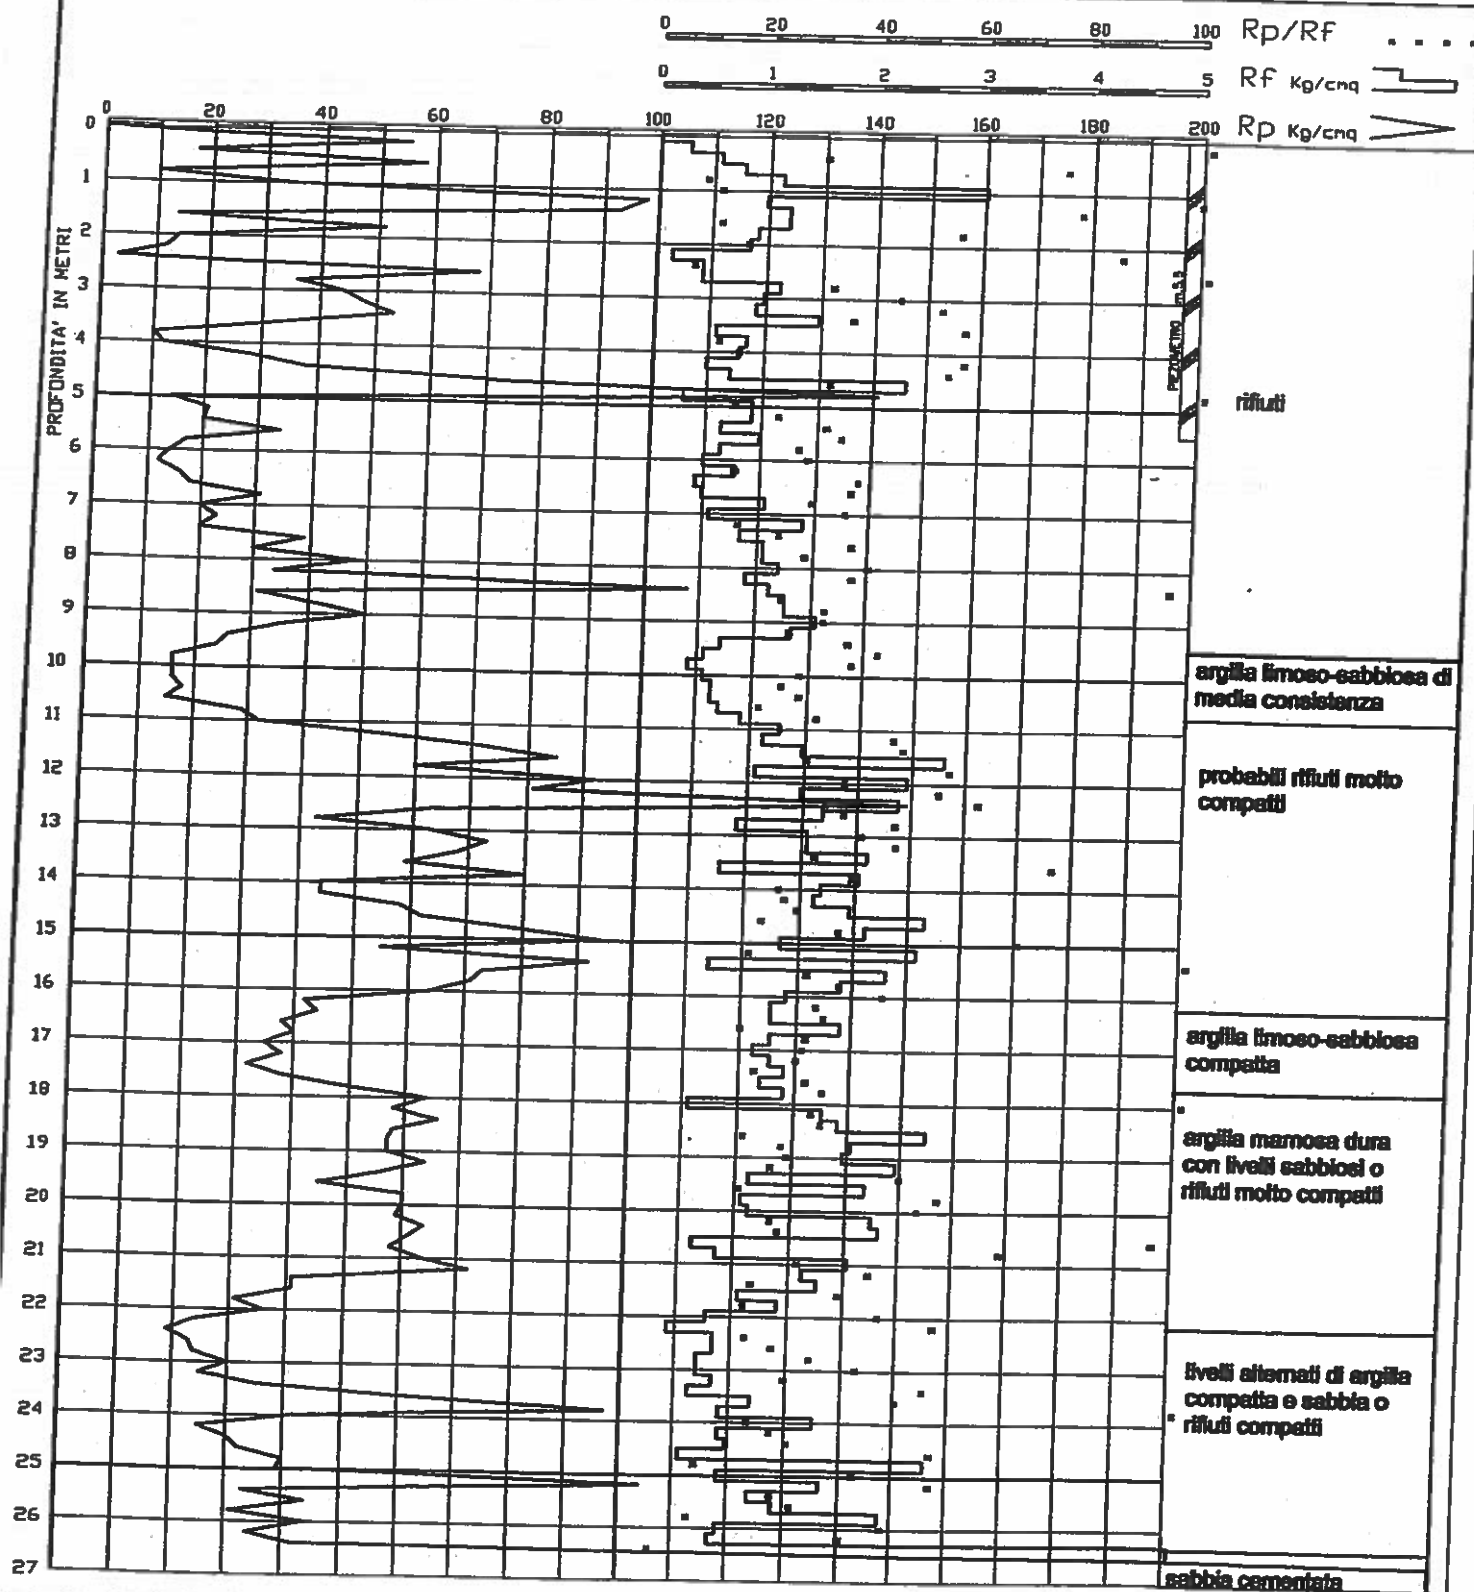 0 20 40 60 80 100 Rp/Rf
0 1 2 3 4 5 Rf Kg/cmq
0 20 40 60 80 100 120 140 160 180 200 Rp Kg/cmq
PROFONDITA' IN METRI
0
1
2
3
4
5
6
7
8
9
10
11
12
13
14
15
16
17
18
19
20
21
22
23
24
25
26
27
PIEZOMETRO m.5.5
rifiuti
argilla limoso-sabbiosa di
media consistenza
probabili rifiuti molto
compatti
argilla limoso-sabbiosa
compatta
argilla marnosa dura
con livelli sabbiosi o
rifiuti molto compatti
livelli alternati di argilla
compatta e sabbia o
rifiuti compatti
sabbia cementata